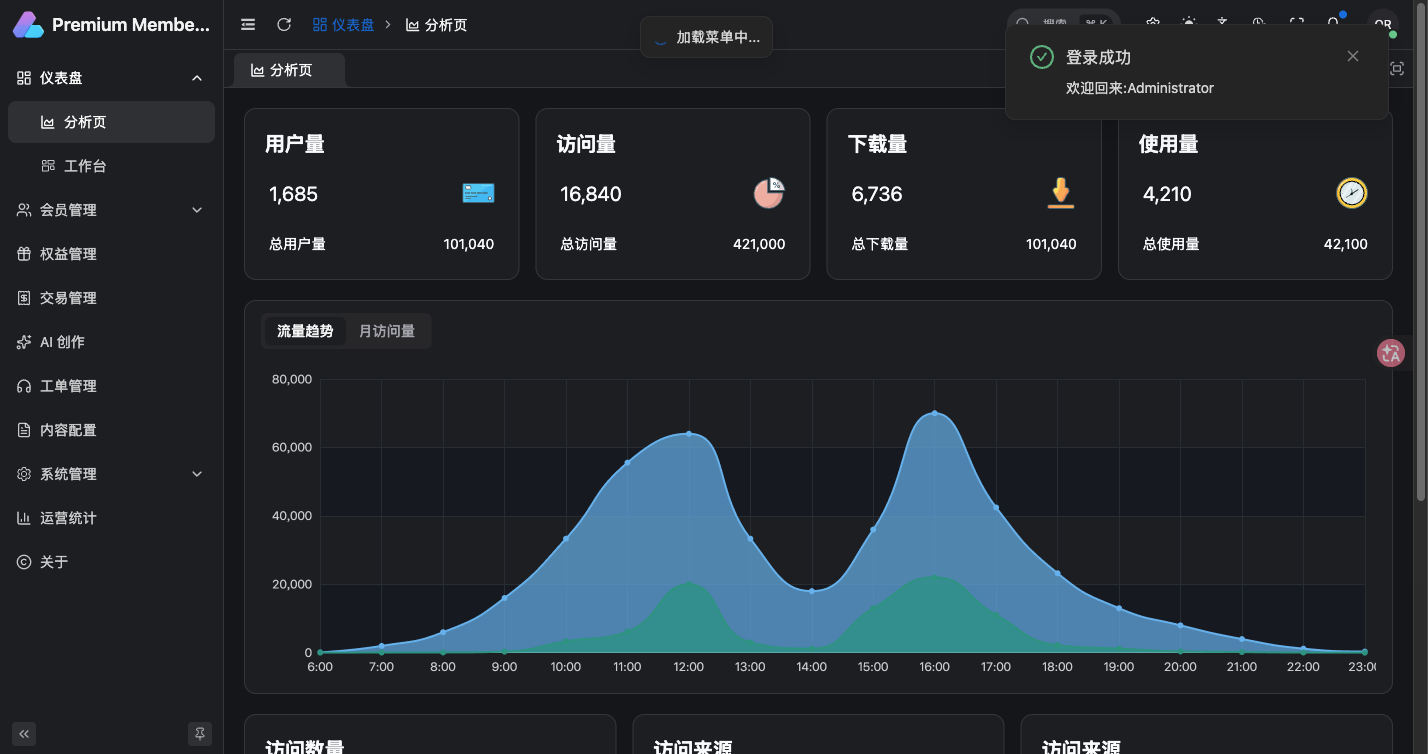 Premium Membe...
仪表盘
分析页
工作台
会员管理
权益管理
交易管理
AI 创作
工单管理
内容配置
系统管理
运营统计
关于
仪表盘
分析页
加载菜单中...
搜索
⌘ K
OR
分析页
登录成功
欢迎回来:Administrator
用户量
1,685
总用户量
101,040
访问量
16,840
%
总访问量
421,000
下载量
6,736
总下载量
101,040
使用量
4,210
总使用量
42,100
流量趋势
月访问量
80,000
60,000
40,000
20,000
0
6:00
7:00
8:00
9:00
10:00
11:00
12:00
13:00
14:00
15:00
16:00
17:00
18:00
19:00
20:00
21:00
22:00
23:00
访问数量
访问来源
访问来源